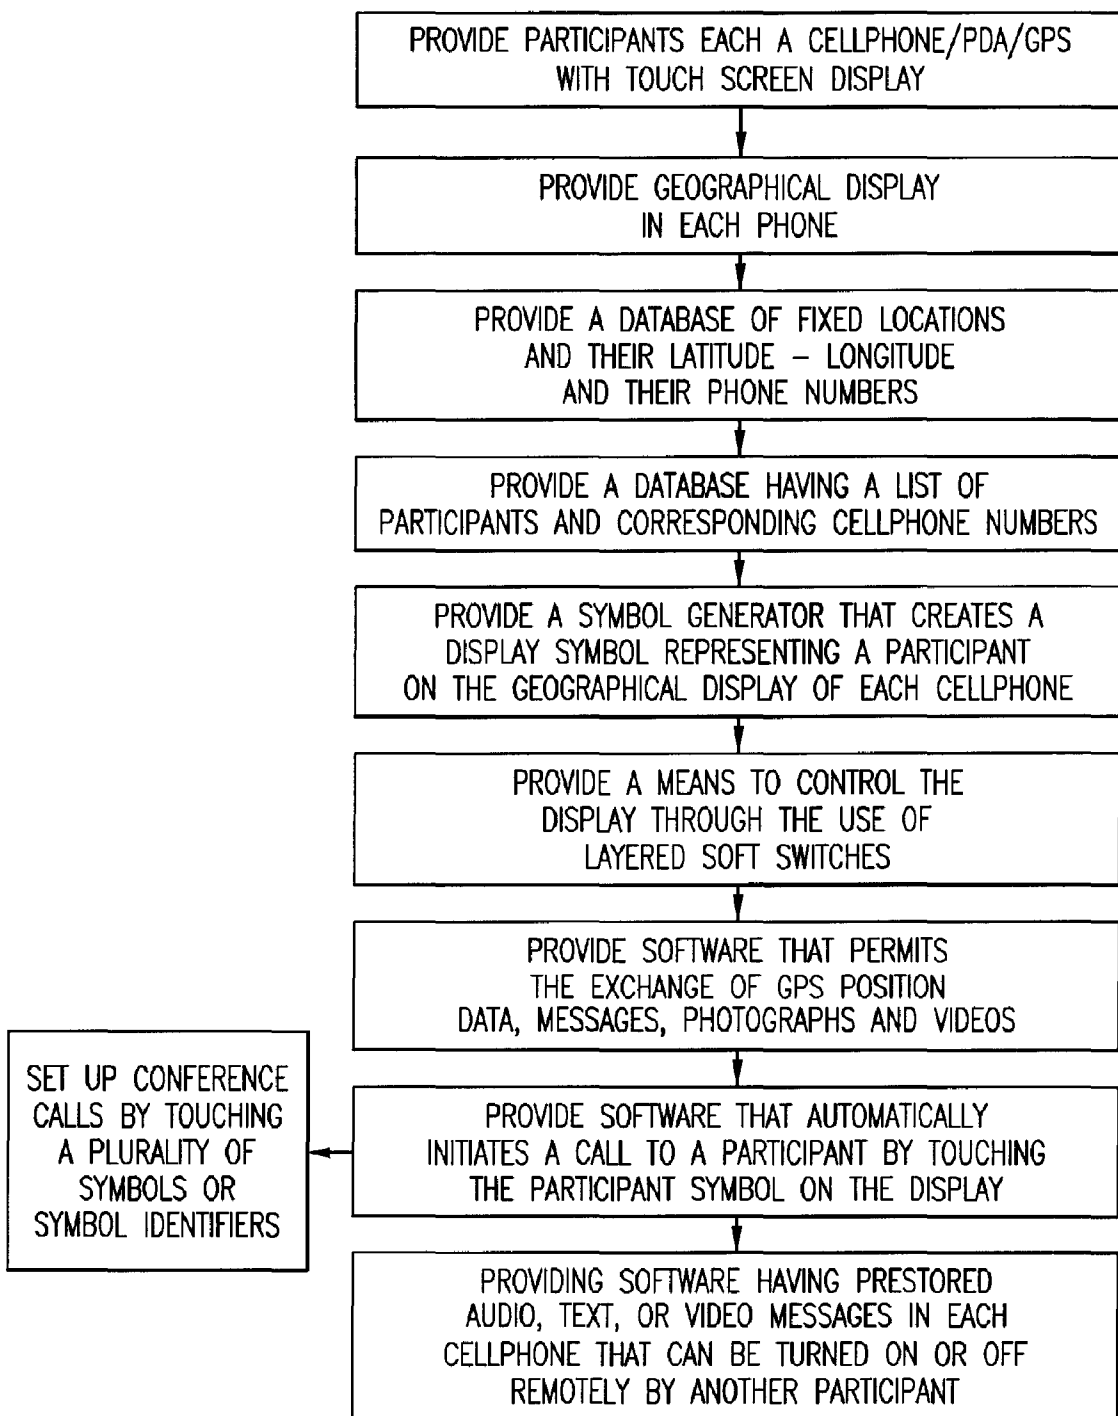 PROVIDE PARTICIPANTS EACH A CELLPHONE/PDA/GPS
WITH TOUCH SCREEN DISPLAY
PROVIDE GEOGRAPHICAL DISPLAY
IN EACH PHONE
PROVIDE A DATABASE OF FIXED LOCATIONS
AND THEIR LATITUDE – LONGITUDE
AND THEIR PHONE NUMBERS
PROVIDE A DATABASE HAVING A LIST OF
PARTICIPANTS AND CORRESPONDING CELLPHONE NUMBERS
PROVIDE A SYMBOL GENERATOR THAT CREATES A
DISPLAY SYMBOL REPRESENTING A PARTICIPANT
ON THE GEOGRAPHICAL DISPLAY OF EACH CELLPHONE
PROVIDE A MEANS TO CONTROL THE
DISPLAY THROUGH THE USE OF
LAYERED SOFT SWITCHES
PROVIDE SOFTWARE THAT PERMITS
THE EXCHANGE OF GPS POSITION
DATA, MESSAGES, PHOTOGRAPHS AND VIDEOS
PROVIDE SOFTWARE THAT AUTOMATICALLY
INITIATES A CALL TO A PARTICIPANT BY TOUCHING
THE PARTICIPANT SYMBOL ON THE DISPLAY
SET UP CONFERENCE
CALLS BY TOUCHING
A PLURALITY OF
SYMBOLS OR
SYMBOL IDENTIFIERS
PROVIDING SOFTWARE HAVING PRESTORED
AUDIO, TEXT, OR VIDEO MESSAGES IN EACH
CELLPHONE THAT CAN BE TURNED ON OR OFF
REMOTELY BY ANOTHER PARTICIPANT